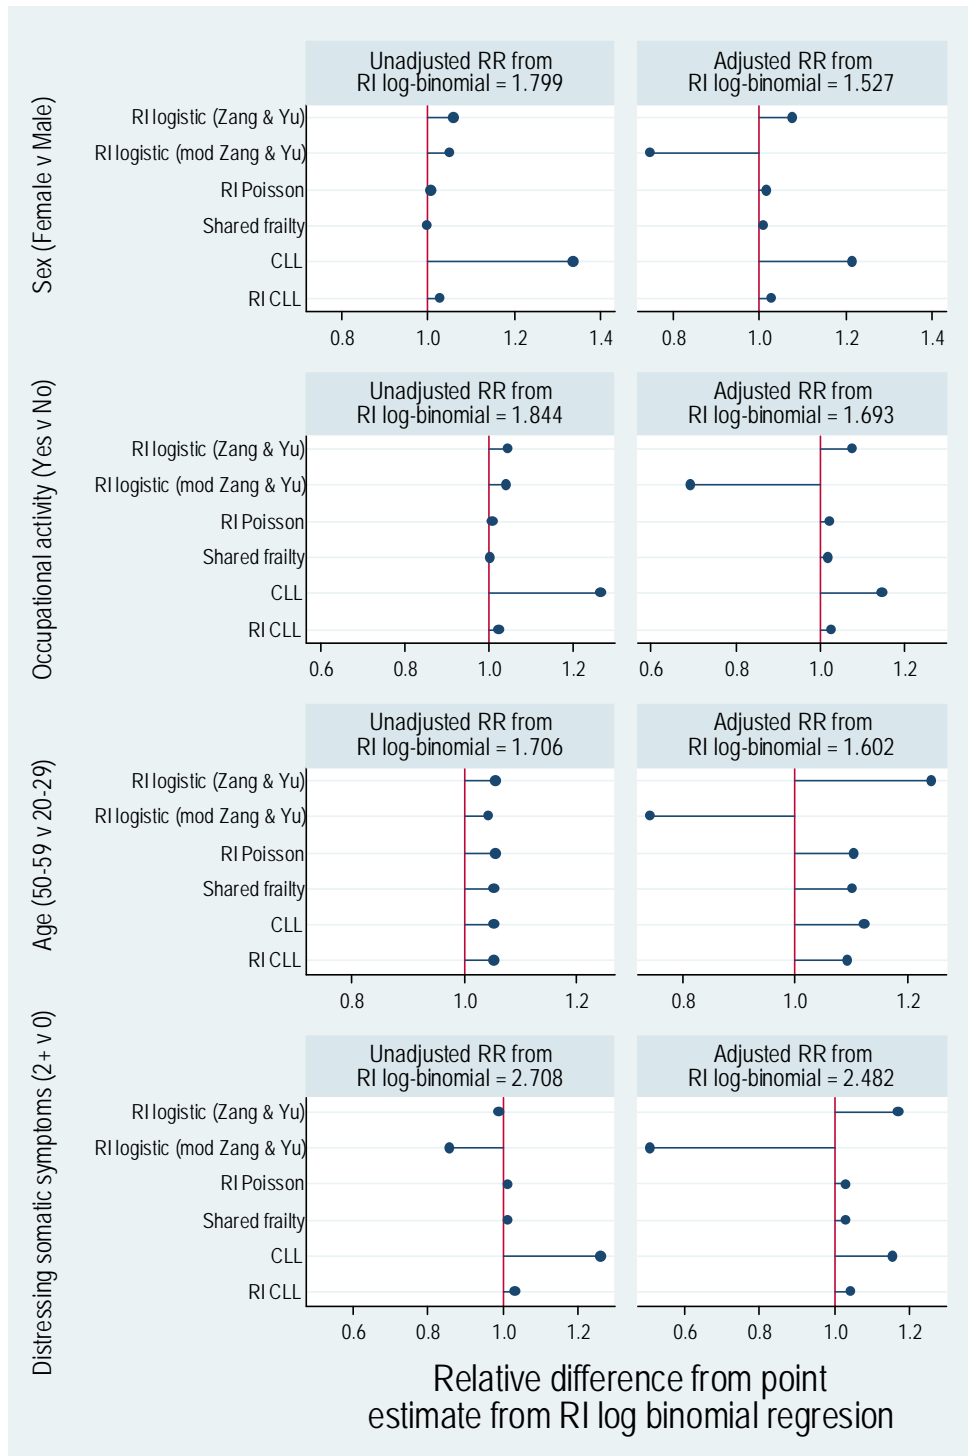 Sex (Female v Male)
Unadjusted RR from
RI log-binomial = 1.799
Adjusted RR from
RI log-binomial = 1.527
RI logistic (Zang & Yu)
RI logistic (mod Zang & Yu)
RI Poisson
Shared frailty
CLL
RI CLL
0.8 1.0 1.2 1.4
0.8 1.0 1.2 1.4
Occupational activity (Yes v No)
Unadjusted RR from
RI log-binomial = 1.844
Adjusted RR from
RI log-binomial = 1.693
RI logistic (Zang & Yu)
RI logistic (mod Zang & Yu)
RI Poisson
Shared frailty
CLL
RI CLL
0.6 0.8 1.0 1.2
0.6 0.8 1.0 1.2
Age (50-59 v 20-29)
Unadjusted RR from
RI log-binomial = 1.706
Adjusted RR from
RI log-binomial = 1.602
RI logistic (Zang & Yu)
RI logistic (mod Zang & Yu)
RI Poisson
Shared frailty
CLL
RI CLL
0.8 1.0 1.2
0.8 1.0 1.2
Distressing somatic symptoms (2+ v 0)
Unadjusted RR from
RI log-binomial = 2.708
Adjusted RR from
RI log-binomial = 2.482
RI logistic (Zang & Yu)
RI logistic (mod Zang & Yu)
RI Poisson
Shared frailty
CLL
RI CLL
0.6 0.8 1.0 1.2
0.6 0.8 1.0 1.2
Relative difference from point
estimate from RI log binomial regresion